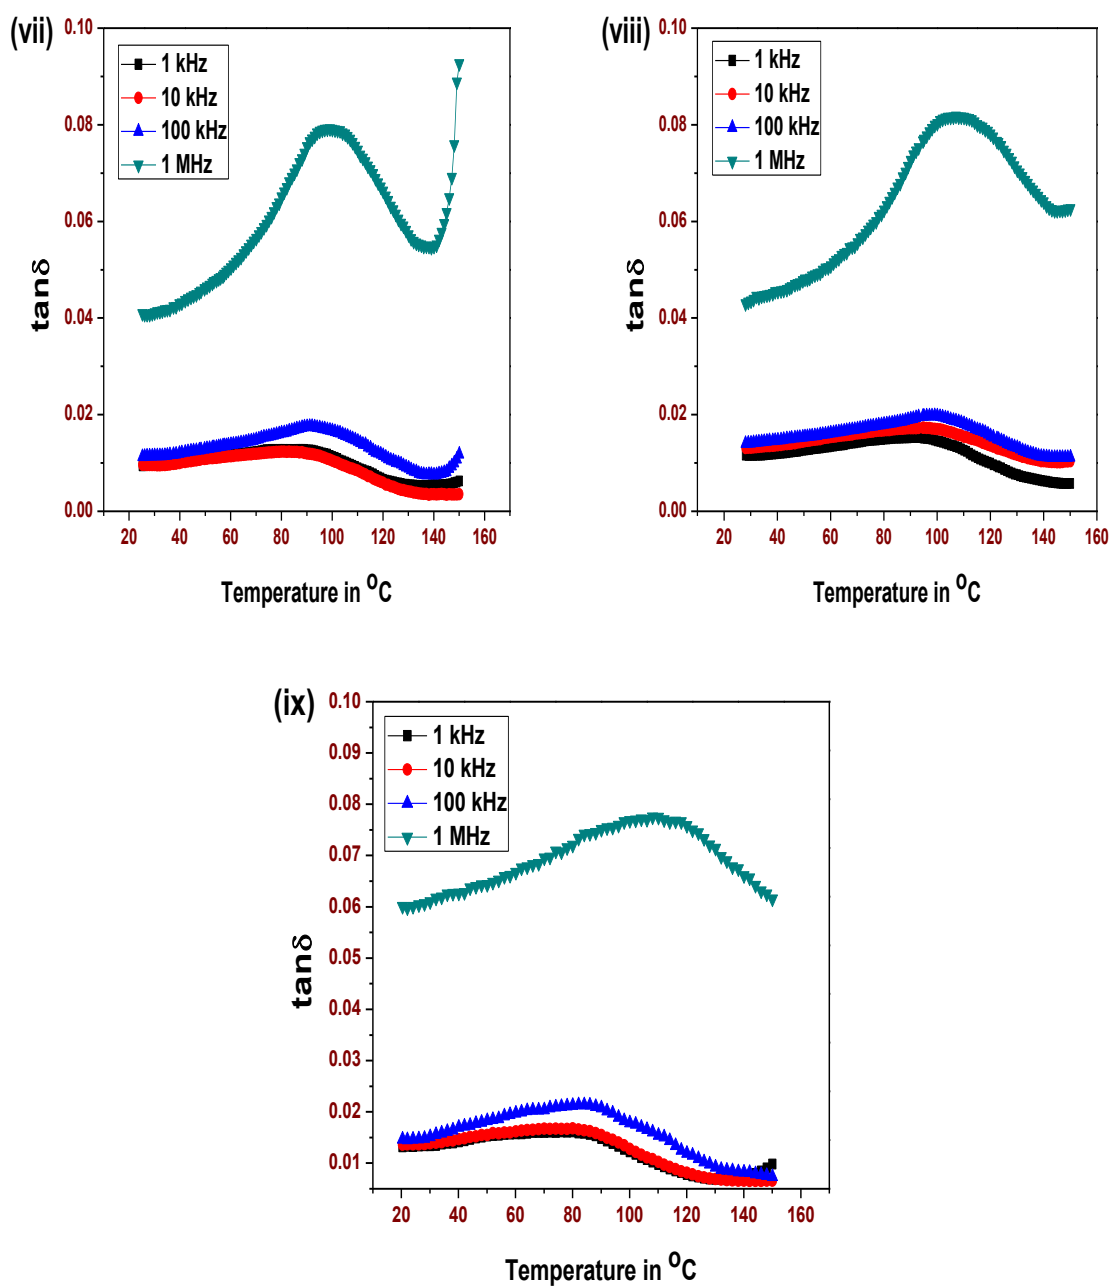 (vii)
1 kHz
10 kHz
100 kHz
1 MHz
0.10
0.08
0.06
0.04
0.02
0.00
tanδ
20 40 60 80 100 120 140 160
Temperature in ⁰C
(viii)
1 kHz
10 kHz
100 kHz
1 MHz
0.10
0.08
0.06
0.04
0.02
0.00
tanδ
20 40 60 80 100 120 140 160
Temperature in ⁰C
(ix)
1 kHz
10 kHz
100 kHz
1 MHz
0.10
0.09
0.08
0.07
0.06
0.05
0.04
0.03
0.02
0.01
tanδ
20 40 60 80 100 120 140 160
Temperature in ⁰C